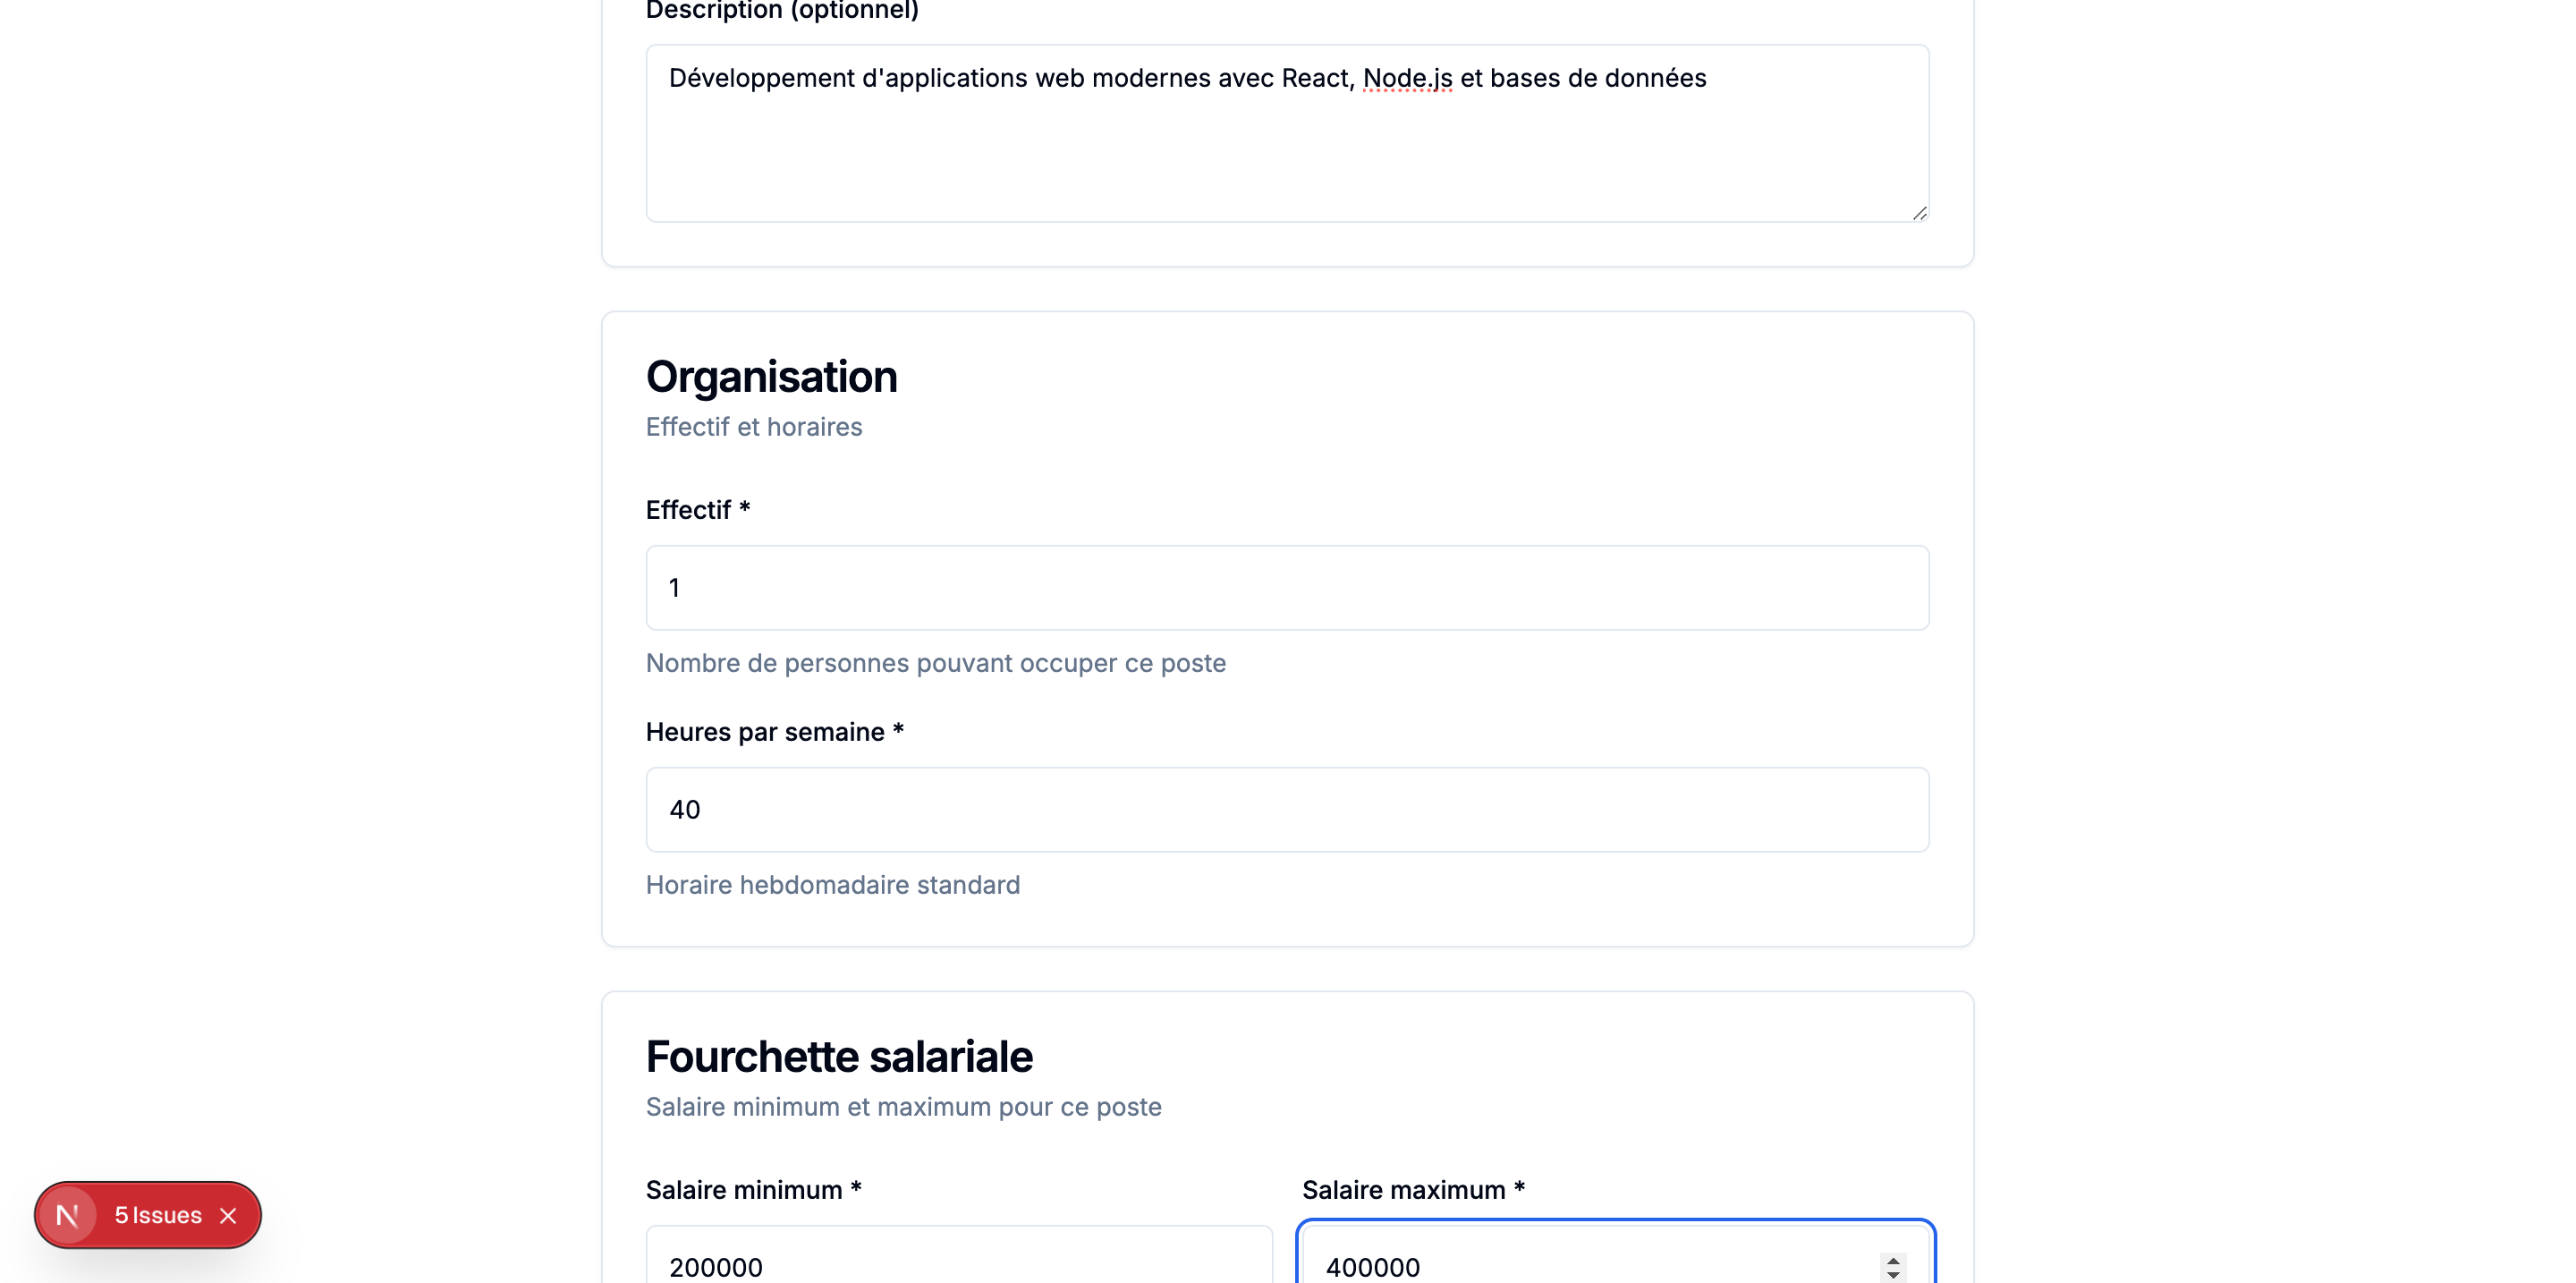 Description (optionnel)
Développement d'applications web modernes avec React, Node.js et bases de données
Organisation
Effectif et horaires
Effectif *
1
Nombre de personnes pouvant occuper ce poste
Heures par semaine *
40
Horaire hebdomadaire standard
Fourchette salariale
Salaire minimum et maximum pour ce poste
Salaire minimum *
Salaire maximum *
200000
400000
N 5 Issues